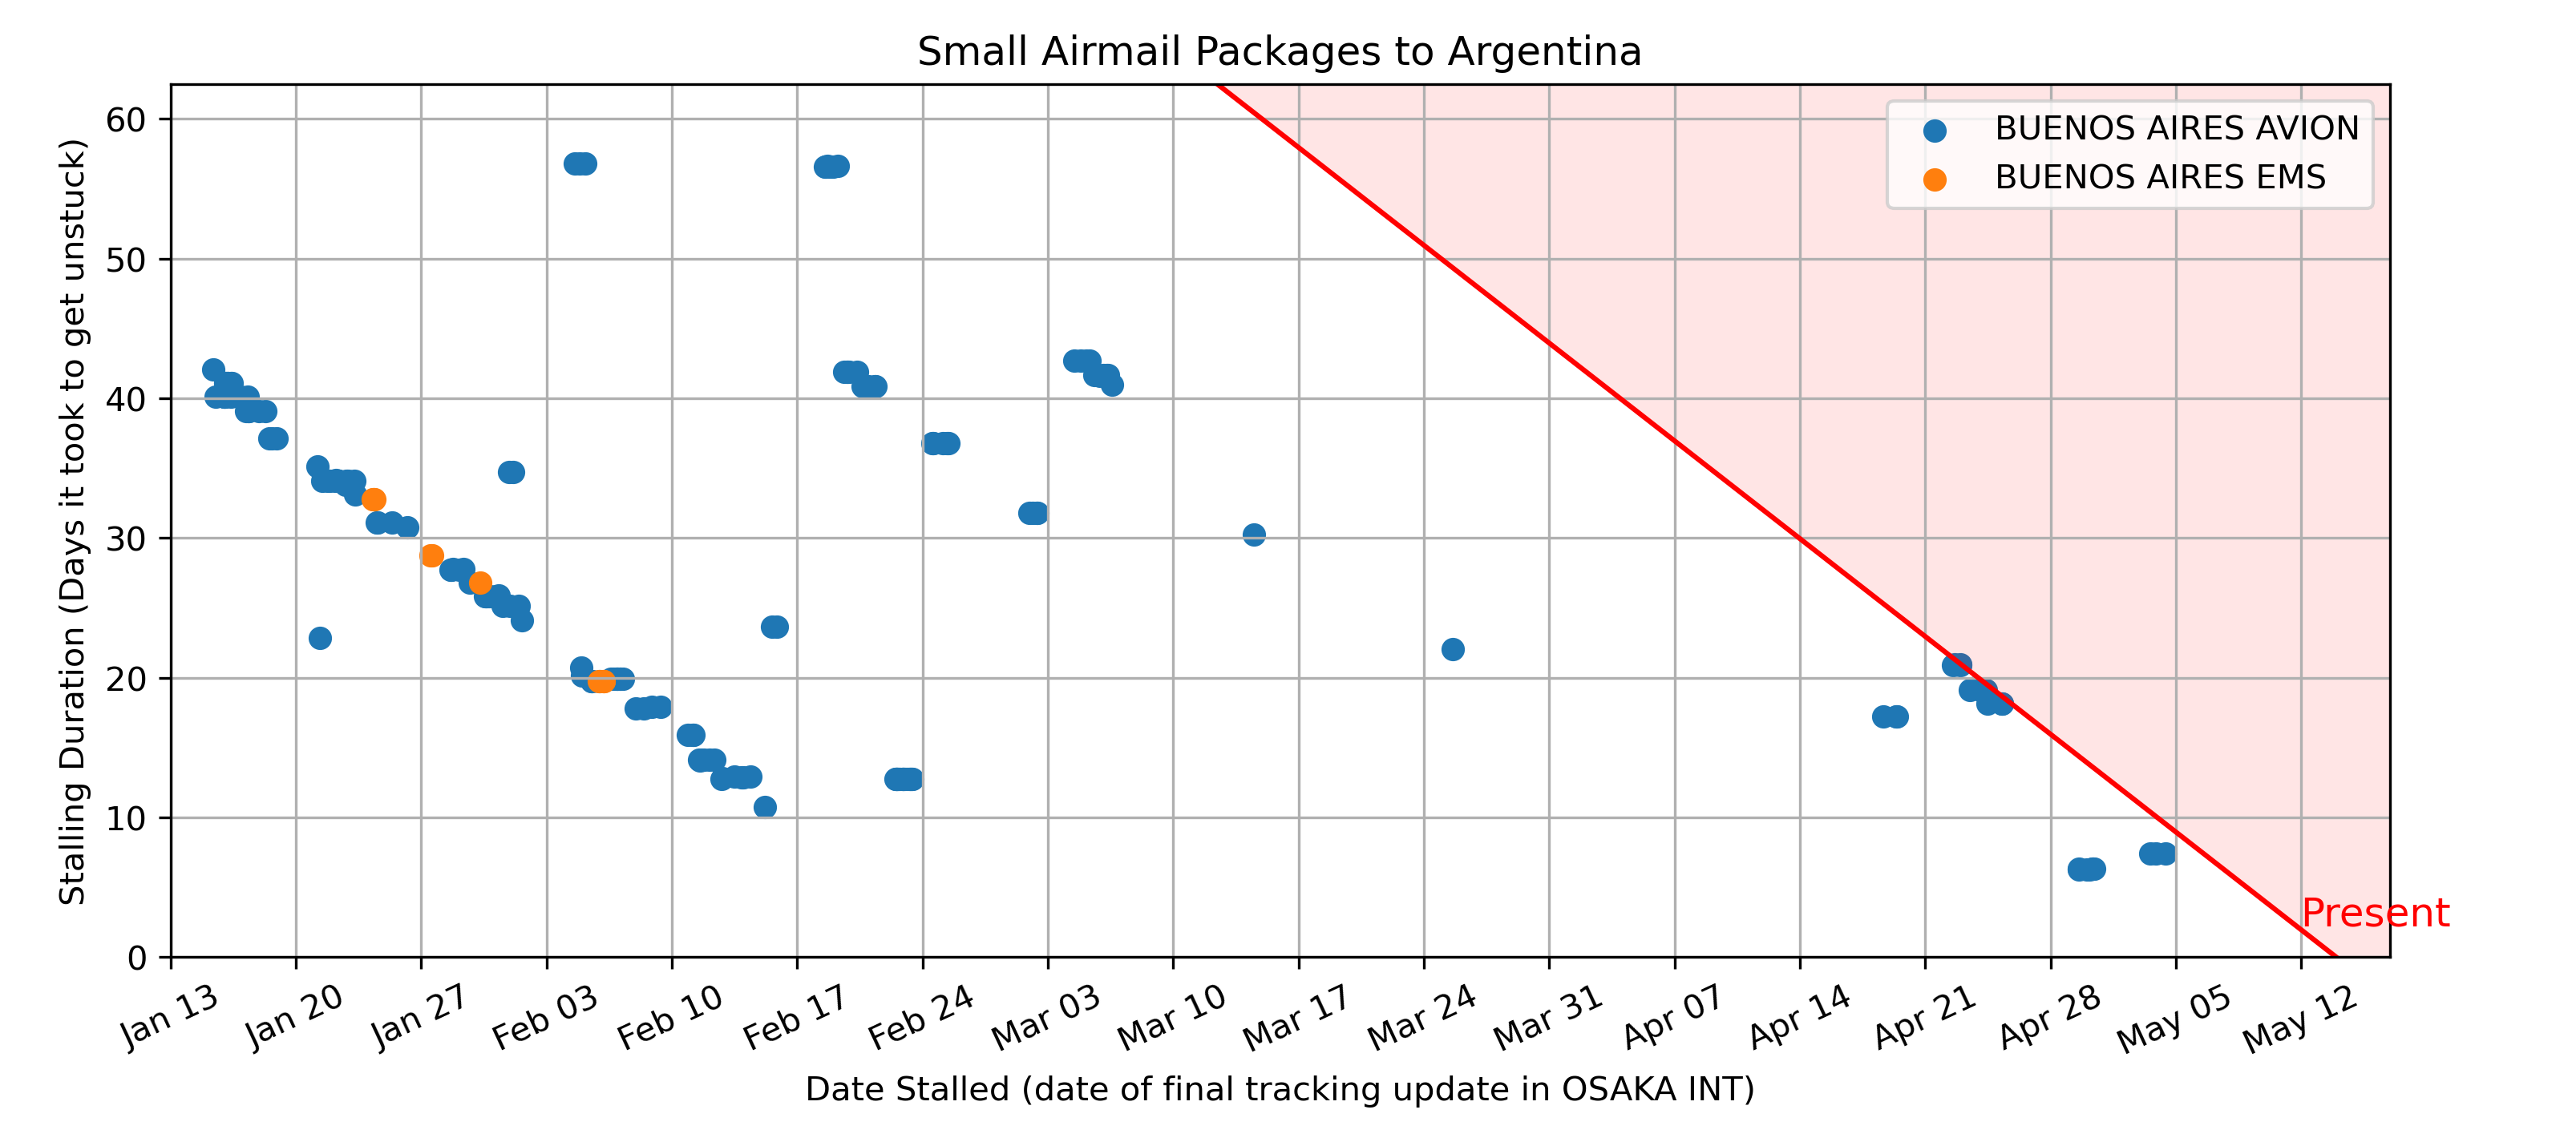 Small Airmail Packages to Argentina
BUENOS AIRES AVION
BUENOS AIRES EMS
Stalling Duration (Days it took to get unstuck)
60
50
40
30
20
10
0
Present
Jan 13
Jan 20
Jan 27
Feb 03
Feb 10
Feb 17
Feb 24
Mar 03
Mar 10
Mar 17
Mar 24
Mar 31
Apr 07
Apr 14
Apr 21
Apr 28
May 05
May 12
Date Stalled (date of final tracking update in OSAKA INT)